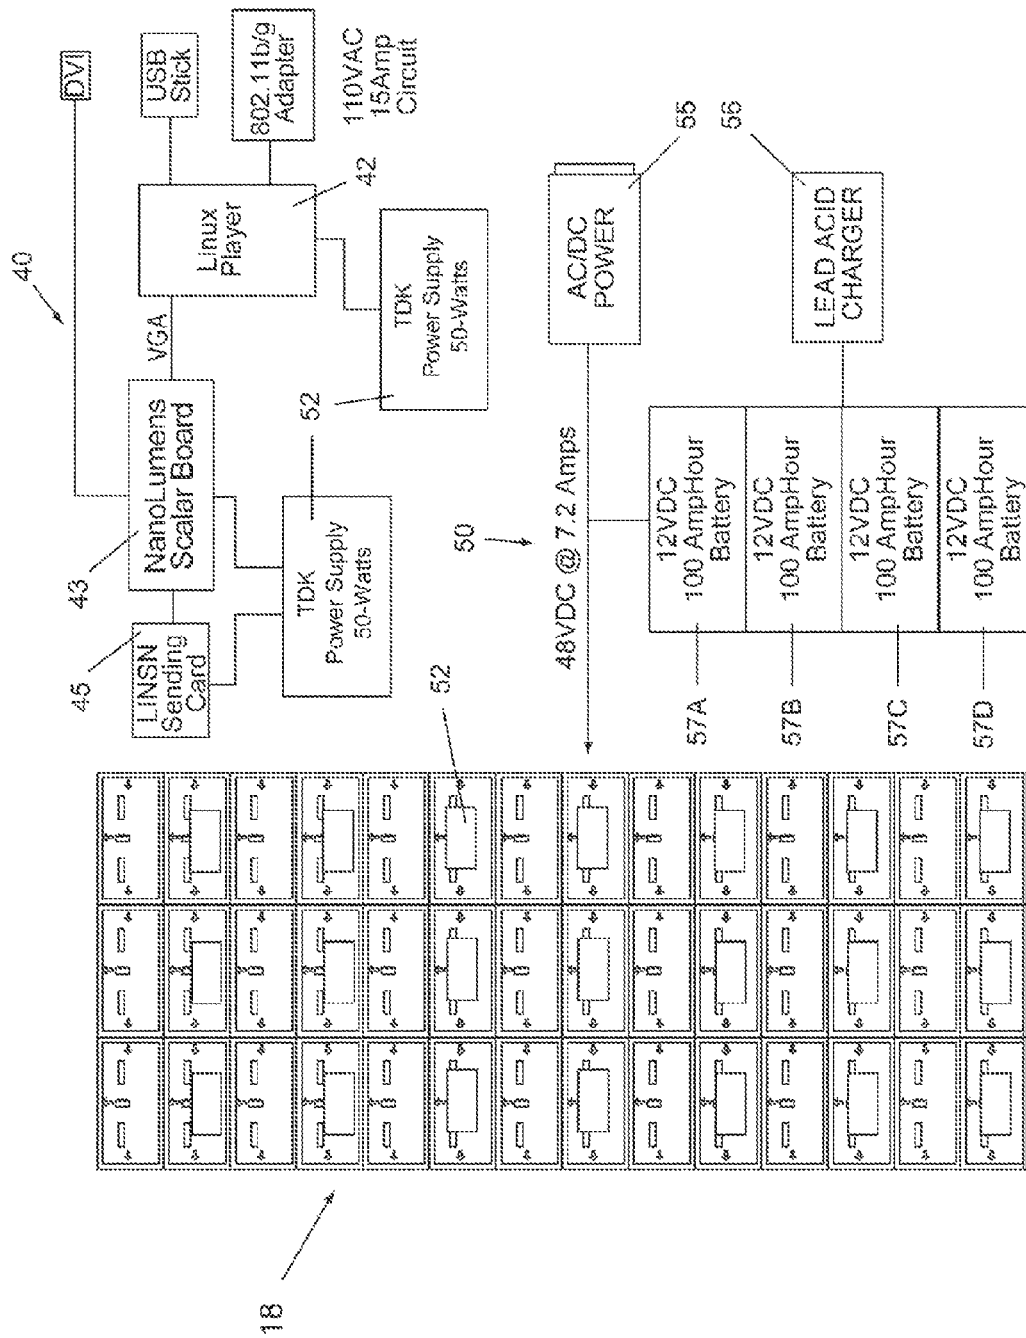 18
40
DVI
45
43
LINSN
Sending
Card
NanoLumens
Scalar Board
VGA
Linux
Player
USB
Stick
802.11b/g
Adapter
42
110VAC
15Amp
Circuit
52
TDK
Power Supply
50-Watts
52
TDK
Power Supply
50-Watts
52
50
48VDC @ 7.2 Amps
AC/DC
POWER
55
56
LEAD ACID
CHARGER
57A
12VDC
100 AmpHour
Battery
57B
12VDC
100 AmpHour
Battery
57C
12VDC
100 AmpHour
Battery
57D
12VDC
100 AmpHour
Battery